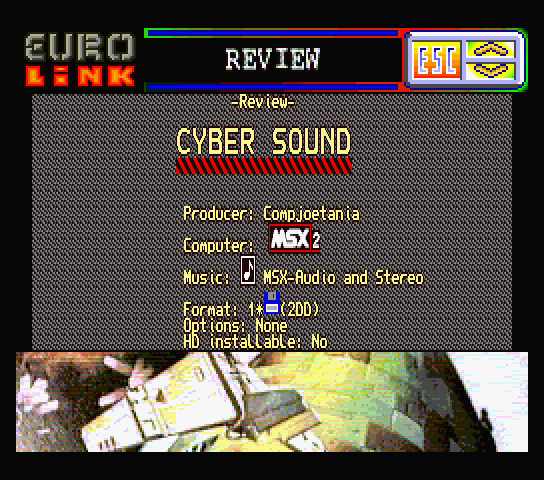 EURO
LINK
REVIEW
ESC
-Review-
CYBER SOUND
Producer: Compjoetania
Computer: MSX2
Music: MSX-Audio and Stereo
Format: 1* (2DD)
Options: None
HD installable: No